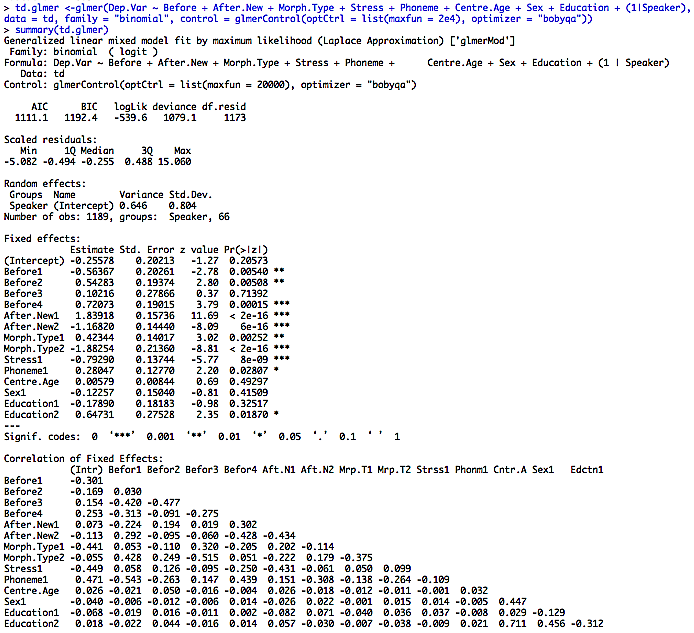 > td.glmer <-glmer(Dep.Var ~ Before + After.New + Morph.Type + Stress + Phoneme + Centre.Age + Sex + Education + (1|Speaker),
data = td, family = "binomial", control = glmerControl(optCtrl = list(maxfun = 2e4), optimizer = "bobyqa"))
> summary(td.glmer)
Generalized linear mixed model fit by maximum likelihood (Laplace Approximation) ['glmerMod']
Family: binomial ( logit )
Formula: Dep.Var ~ Before + After.New + Morph.Type + Stress + Phoneme + Centre.Age + Sex + Education + (1 | Speaker)
Data: td
Control: glmerControl(optCtrl = list(maxfun = 20000), optimizer = "bobyqa")
AIC BIC logLik deviance df.resid
1111.1 1192.4 -539.6 1079.1 1173
Scaled residuals:
Min 1Q Median 3Q Max
-5.082 -0.494 -0.255 0.488 15.060
Random effects:
Groups Name Variance Std.Dev.
Speaker (Intercept) 0.646 0.804
Number of obs: 1189, groups: Speaker, 66
Fixed effects:
Estimate Std. Error z value Pr(>|z|)
(Intercept) -0.25578 0.20213 -1.27 0.20573
Before1 -0.56367 0.20261 -2.78 0.00540 **
Before2 0.54283 0.19374 2.80 0.00508 **
Before3 0.10216 0.27866 0.37 0.71392
Before4 0.72073 0.19015 3.79 0.00015 ***
After.New1 1.83918 0.15736 11.69 < 2e-16 ***
After.New2 -1.16820 0.14440 -8.09 6e-16 ***
Morph.Type1 0.42344 0.14017 3.02 0.00252 **
Morph.Type2 -1.88254 0.21360 -8.81 < 2e-16 ***
Stress1 -0.79290 0.13744 -5.77 8e-09 ***
Phoneme1 0.28047 0.12770 2.20 0.02807 *
Centre.Age 0.00579 0.00844 0.69 0.49297
Sex1 -0.12257 0.15040 -0.81 0.41509
Education1 -0.17890 0.18183 -0.98 0.32517
Education2 0.64731 0.27528 2.35 0.01870 *
---
Signif. codes: 0 '***' 0.001 '**' 0.01 '*' 0.05 '.' 0.1 ' ' 1
Correlation of Fixed Effects:
(Intr) Befor1 Befor2 Befor3 Befor4 Aft.N1 Aft.N2 Mrp.T1 Mrp.T2 Strss1 Phonm1 Cntr.A Sex1 Edctn1
Before1 -0.301
Before2 -0.169 0.030
Before3 0.154 -0.420 -0.477
Before4 0.253 -0.313 -0.091 -0.275
After.New1 0.073 -0.224 0.194 0.019 0.302
After.New2 -0.113 0.292 -0.095 -0.060 -0.428 -0.434
Morph.Type1 -0.441 0.053 -0.110 0.320 -0.205 0.202 -0.114
Morph.Type2 -0.055 0.428 0.249 -0.515 0.051 -0.222 0.179 -0.375
Stress1 -0.449 0.058 0.126 -0.095 -0.250 -0.431 -0.061 0.050 0.099
Phoneme1 0.471 -0.543 -0.263 0.147 0.439 0.151 -0.308 -0.138 -0.264 -0.109
Centre.Age 0.026 -0.021 0.050 -0.016 -0.004 0.026 -0.018 -0.012 -0.011 -0.001 0.032
Sex1 -0.040 -0.006 -0.012 -0.006 0.014 -0.026 0.022 -0.001 0.015 0.014 -0.005 0.447
Education1 -0.068 -0.019 0.016 -0.011 0.002 -0.082 0.071 -0.040 0.036 0.037 -0.008 0.029 -0.129
Education2 0.018 -0.022 0.044 -0.016 0.014 0.057 -0.030 -0.007 -0.038 -0.009 0.021 0.711 0.456 -0.312